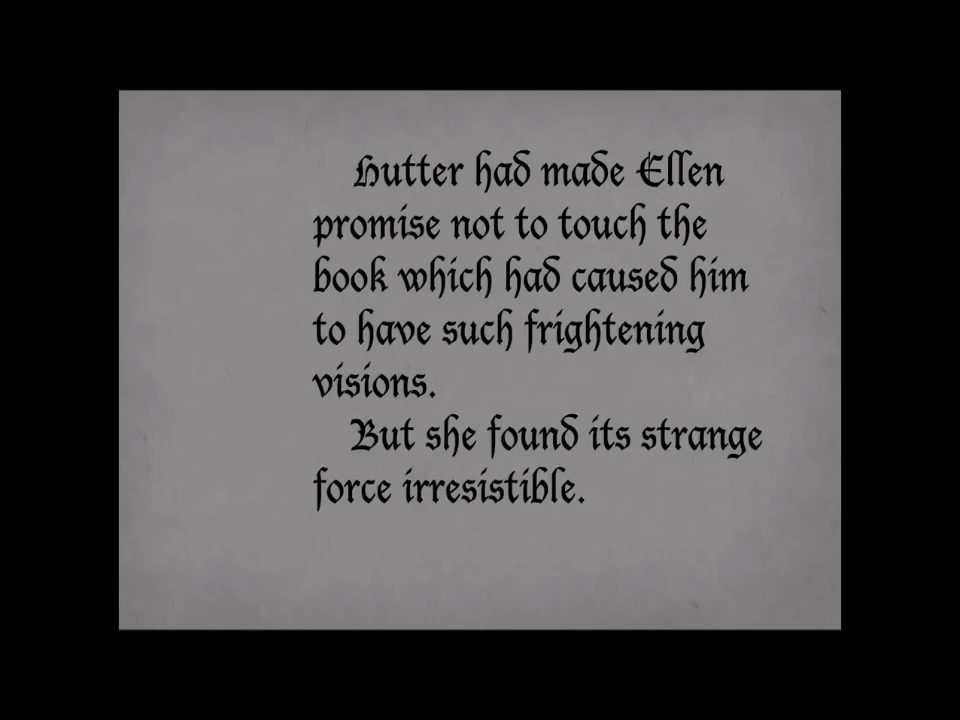 Hutter had made Ellen
promise not to touch the
book which had caused him
to have such frightening
visions.
But she found its strange
force irresistible.